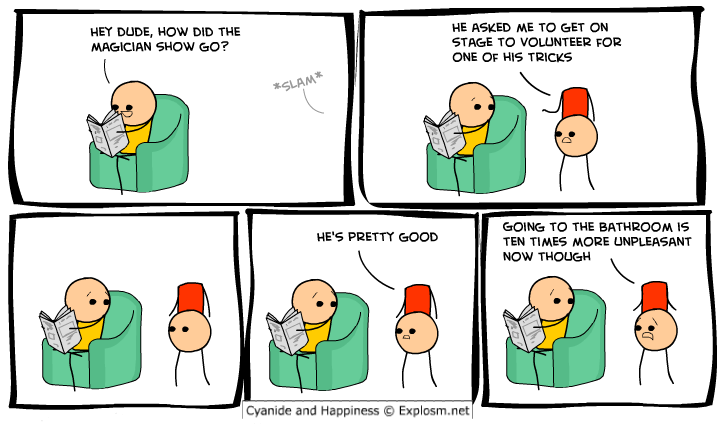 HEY DUDE, HOW DID THE
MAGICIAN SHOW GO?
*SLAM*
HE ASKED ME TO GET ON
STAGE TO VOLUNTEER FOR
ONE OF HIS TRICKS
HE'S PRETTY GOOD
GOING TO THE BATHROOM IS
TEN TIMES MORE UNPLEASANT
NOW THOUGH
Cyanide and Happiness © Explosm.net